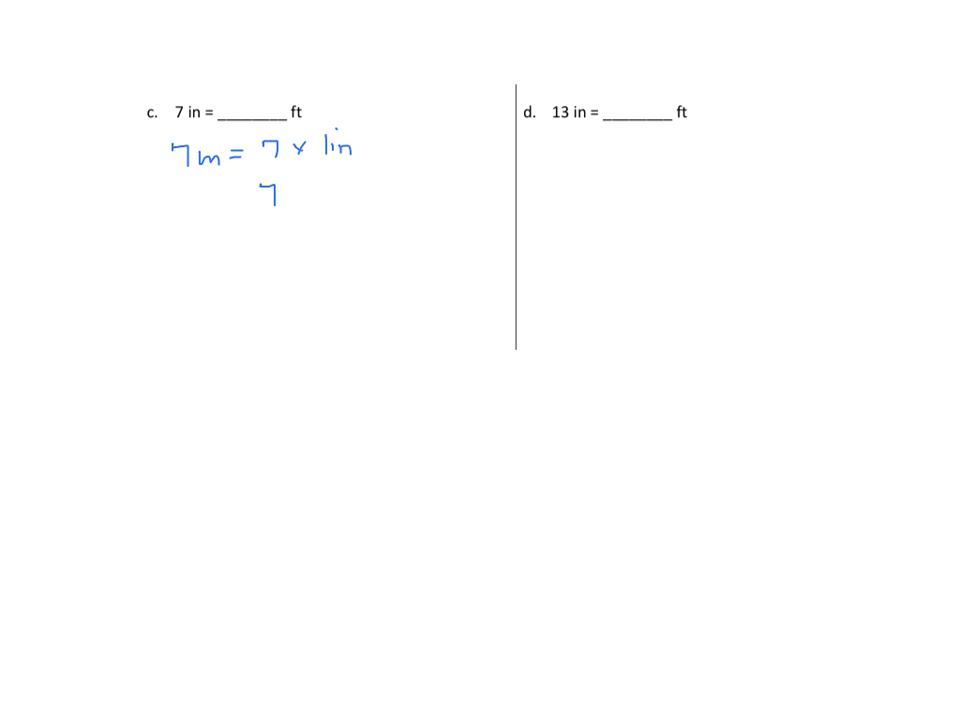 c. 7 in = ________ ft
7 in = 7 x 1 in
7
d. 13 in = ________ ft